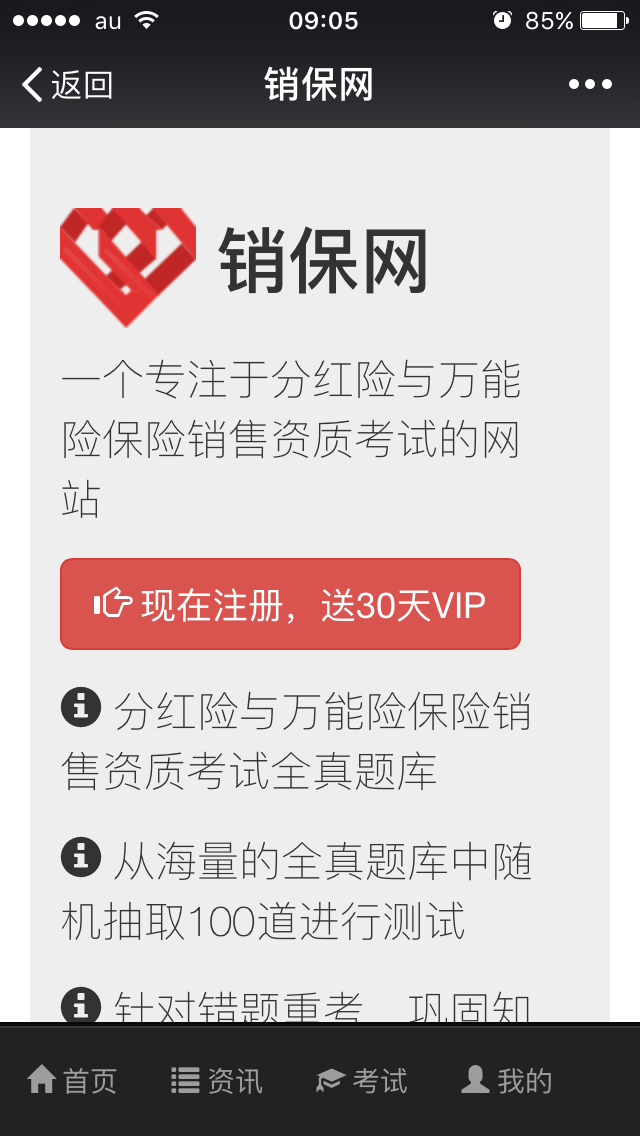 au 09:05 85%
返回 销保网
销保网
一个专注于分红险与万能
险保险销售资质考试的网
站
现在注册，送30天VIP
分红险与万能险保险销
售资质考试全真题库
从海量的全真题库中随
机抽取100道进行测试
针对错题重考 巩固知
首页 资讯 考试 我的